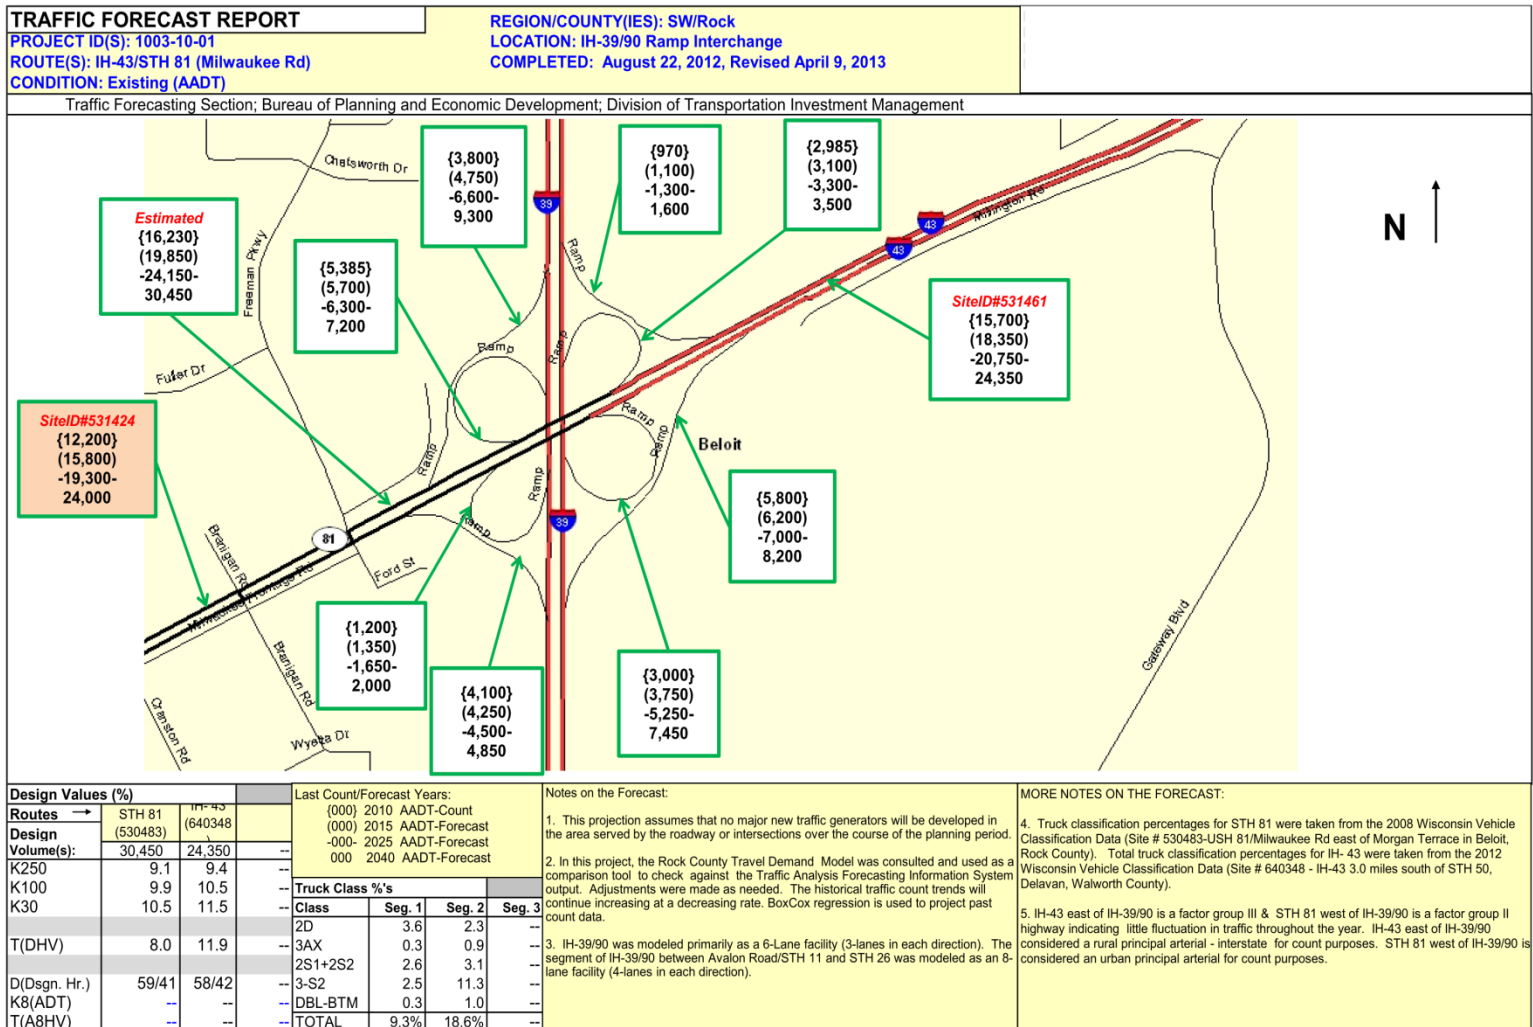 TRAFFIC FORECAST REPORT
PROJECT ID(S): 1003-10-01
ROUTE(S): IH-43/STH 81 (Milwaukee Rd)
CONDITION: Existing (AADT)
REGION/COUNTY(IES): SW/Rock
LOCATION: IH-39/90 Ramp Interchange
COMPLETED: August 22, 2012, Revised April 9, 2013
Traffic Forecasting Section; Bureau of Planning and Economic Development; Division of Transportation Investment Management
Chatsworth Dr
Freeman Pkwy
{3,800}
(4,750)
-6,600-
9,300
39
{970}
(1,100)
-1,300-
1,600
{2,985}
(3,100)
-3,300-
3,500
N
Estimated
{16,230}
(19,850)
-24,150-
30,450
{5,385}
(5,700)
-6,300-
7,200
Ramp
43
43
SiteID#531461
{15,700}
(18,350)
-20,750-
24,350
Ramp
Ramp
Fuller Dr
SiteID#531424
{12,200}
(15,800)
-19,300-
24,000
Ramp
Ramp
Ramp
Ramp
Ramp
Beloit
{5,800}
(6,200)
-7,000-
8,200
39
81
Branigan Rd
Ford St
{1,200}
(1,350)
-1,650-
2,000
{4,100}
(4,250)
-4,500-
4,850
{3,000}
(3,750)
-5,250-
7,450
Gateway Blvd
Branigan Rd
Cranston Rd
Design Values (%)
Routes
STH 81
(530483)
(640348
)
Design
Volume(s):
30,450 24,350 --
K250 9.1 9.4 --
K100 9.9 10.5 --
K30 10.5 11.5 --
T(DHV) 8.0 11.9 --
D(Dsgn. Hr.) 59/41 58/42 --
K8(ADT) -- -- --
T(A8HV) -- -- --
Last Count/Forecast Years:
{000} 2010 AADT-Count
(000) 2015 AADT-Forecast
-000- 2025 AADT-Forecast
000 2040 AADT-Forecast
Truck Class %'s
Class Seg. 1 Seg. 2 Seg. 3
2D 3.6 2.3 --
3AX 0.3 0.9 --
2S1+2S2 2.6 3.1 --
3-S2 2.5 11.3 --
DBL-BTM 0.3 1.0 --
TOTAL 9.3% 18.6% --
Notes on the Forecast:
1. This projection assumes that no major new traffic generators will be developed in
the area served by the roadway or intersections over the course of the planning period.
2. In this project, the Rock County Travel Demand Model was consulted and used as a
comparison tool to check against the Traffic Analysis Forecasting Information System
output. Adjustments were made as needed. The historical traffic count trends will
continue increasing at a decreasing rate. BoxCox regression is used to project past
count data.
3. IH-39/90 was modeled primarily as a 6-Lane facility (3-lanes in each direction). The
segment of IH-39/90 between Avalon Road/STH 11 and STH 26 was modeled as an 8-
lane facility (4-lanes in each direction).
MORE NOTES ON THE FORECAST:
4. Truck classification percentages for STH 81 were taken from the 2008 Wisconsin Vehicle
Classification Data (Site # 530483-USH 81/Milwaukee Rd east of Morgan Terrace in Beloit,
Rock County). Total truck classification percentages for IH- 43 were taken from the 2012
Wisconsin Vehicle Classification Data (Site # 640348 - IH-43 3.0 miles south of STH 50,
Delavan, Walworth County).
5. IH-43 east of IH-39/90 is a factor group III & STH 81 west of IH-39/90 is a factor group II
highway indicating little fluctuation in traffic throughout the year. IH-43 east of IH-39/90
considered a rural principal arterial - interstate for count purposes. STH 81 west of IH-39/90 is
considered an urban principal arterial for count purposes.